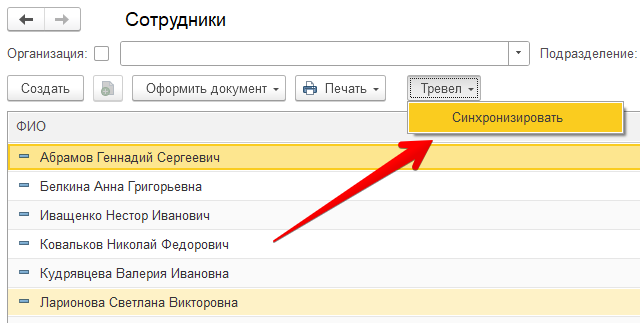 Сотрудники
Организация: Подразделение:
Создать Оформить документ Печать Тревел
Синхронизировать
ФИО
Абрамов Геннадий Сергеевич
Белкина Анна Григорьевна
Иващенко Нестор Иванович
Ковальков Николай Федорович
Кудрявцева Валерия Ивановна
Ларионова Светлана Викторовна